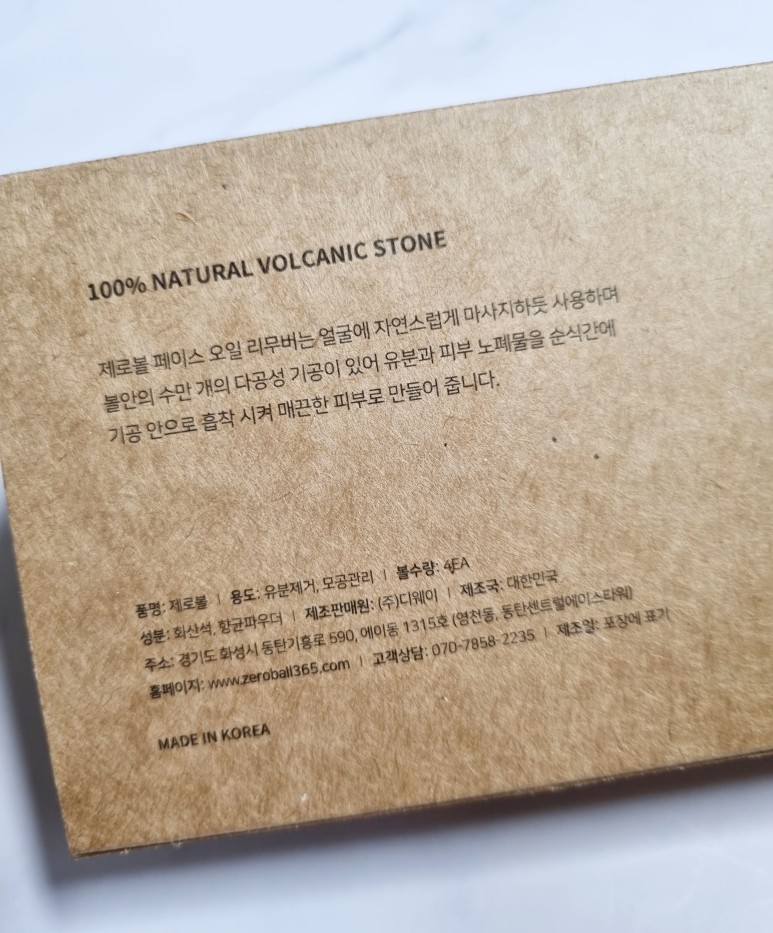 100% NATURAL VOLCANIC STONE
제로볼 페이스 오일 리무버는 얼굴에 자연스럽게 마사지하듯 사용하며
볼안의 수만 개의 다공성 기공이 있어 유분과 피부 노폐물을 순식간에
기공 안으로 흡착 시켜 매끈한 피부로 만들어 줍니다.
품명: 제로볼 | 용도: 유분제거, 모공관리 | 볼수량: 4EA
성분: 화산석, 항균파우더 | 제조판매원: (주)디웨이 | 제조국: 대한민국
주소: 경기도 화성시 동탄기흥로 590, 에이동 1315호 (영천동, 동탄센트럴에이스타워)
홈페이지: www.zeroball365.com | 고객상담: 070-7858-2235 | 제조일: 포장에 표기
MADE IN KOREA